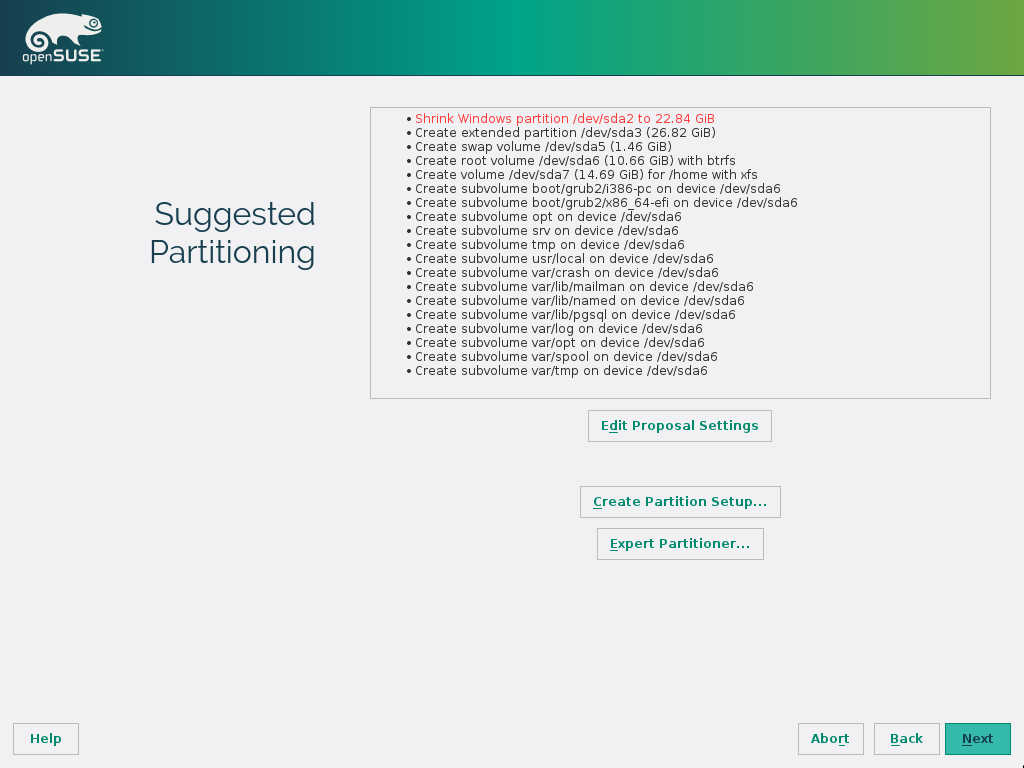 openSUSE
Suggested
Partitioning
• Shrink Windows partition /dev/sda2 to 22.84 GiB
• Create extended partition /dev/sda3 (26.82 GiB)
• Create swap volume /dev/sda5 (1.46 GiB)
• Create root volume /dev/sda6 (10.66 GiB) with btrfs
• Create volume /dev/sda7 (14.69 GiB) for /home with xfs
• Create subvolume boot/grub2/i386-pc on device /dev/sda6
• Create subvolume boot/grub2/x86_64-efi on device /dev/sda6
• Create subvolume opt on device /dev/sda6
• Create subvolume srv on device /dev/sda6
• Create subvolume tmp on device /dev/sda6
• Create subvolume usr/local on device /dev/sda6
• Create subvolume var/crash on device /dev/sda6
• Create subvolume var/lib/mailman on device /dev/sda6
• Create subvolume var/lib/named on device /dev/sda6
• Create subvolume var/lib/pgsql on device /dev/sda6
• Create subvolume var/log on device /dev/sda6
• Create subvolume var/opt on device /dev/sda6
• Create subvolume var/spool on device /dev/sda6
• Create subvolume var/tmp on device /dev/sda6
Edit Proposal Settings
Create Partition Setup...
Expert Partitioner...
Help
Abort
Back
Next